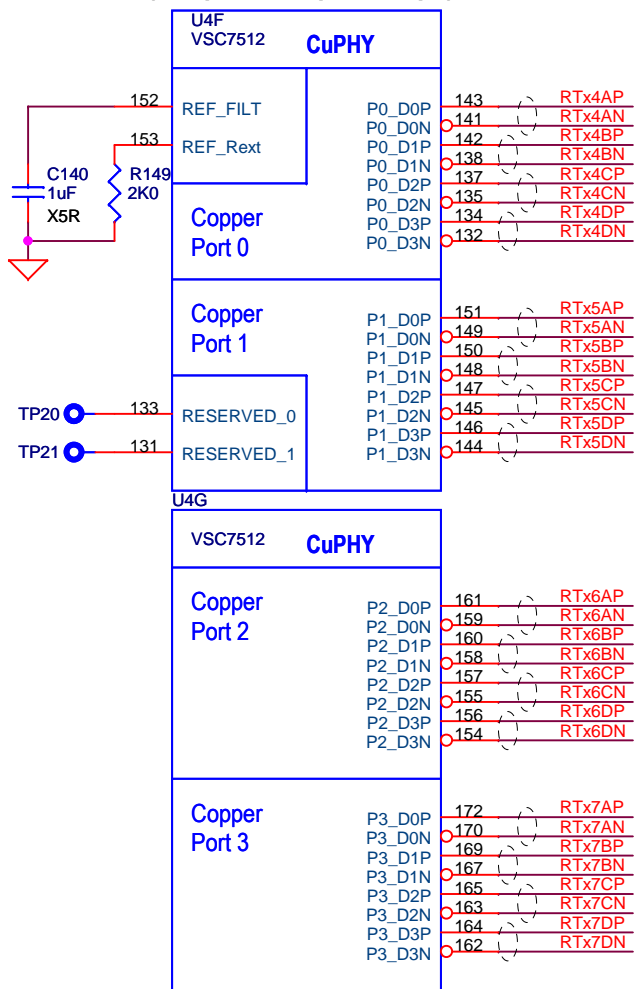 U4F
VSC7512 CuPHY
152 REF_FILT
153 REF_Rext
C140
1uF
X5R
R149
2K0
Copper
Port 0
P0_D0P 143 RTx4AP
P0_D0N 141 RTx4AN
P0_D1P 142 RTx4BP
P0_D1N 138 RTx4BN
P0_D2P 137 RTx4CP
P0_D2N 135 RTx4CN
P0_D3P 134 RTx4DP
P0_D3N 132 RTx4DN
Copper
Port 1
P1_D0P 151 RTx5AP
P1_D0N 149 RTx5AN
P1_D1P 150 RTx5BP
P1_D1N 148 RTx5BN
P1_D2P 147 RTx5CP
P1_D2N 145 RTx5CN
P1_D3P 146 RTx5DP
P1_D3N 144 RTx5DN
TP20 133 RESERVED_0
TP21 131 RESERVED_1
U4G
VSC7512 CuPHY
Copper
Port 2
P2_D0P 161 RTx6AP
P2_D0N 159 RTx6AN
P2_D1P 160 RTx6BP
P2_D1N 158 RTx6BN
P2_D2P 157 RTx6CP
P2_D2N 155 RTx6CN
P2_D3P 156 RTx6DP
P2_D3N 154 RTx6DN
Copper
Port 3
P3_D0P 172 RTx7AP
P3_D0N 170 RTx7AN
P3_D1P 169 RTx7BP
P3_D1N 167 RTx7BN
P3_D2P 165 RTx7CP
P3_D2N 163 RTx7CN
P3_D3P 164 RTx7DP
P3_D3N 162 RTx7DN